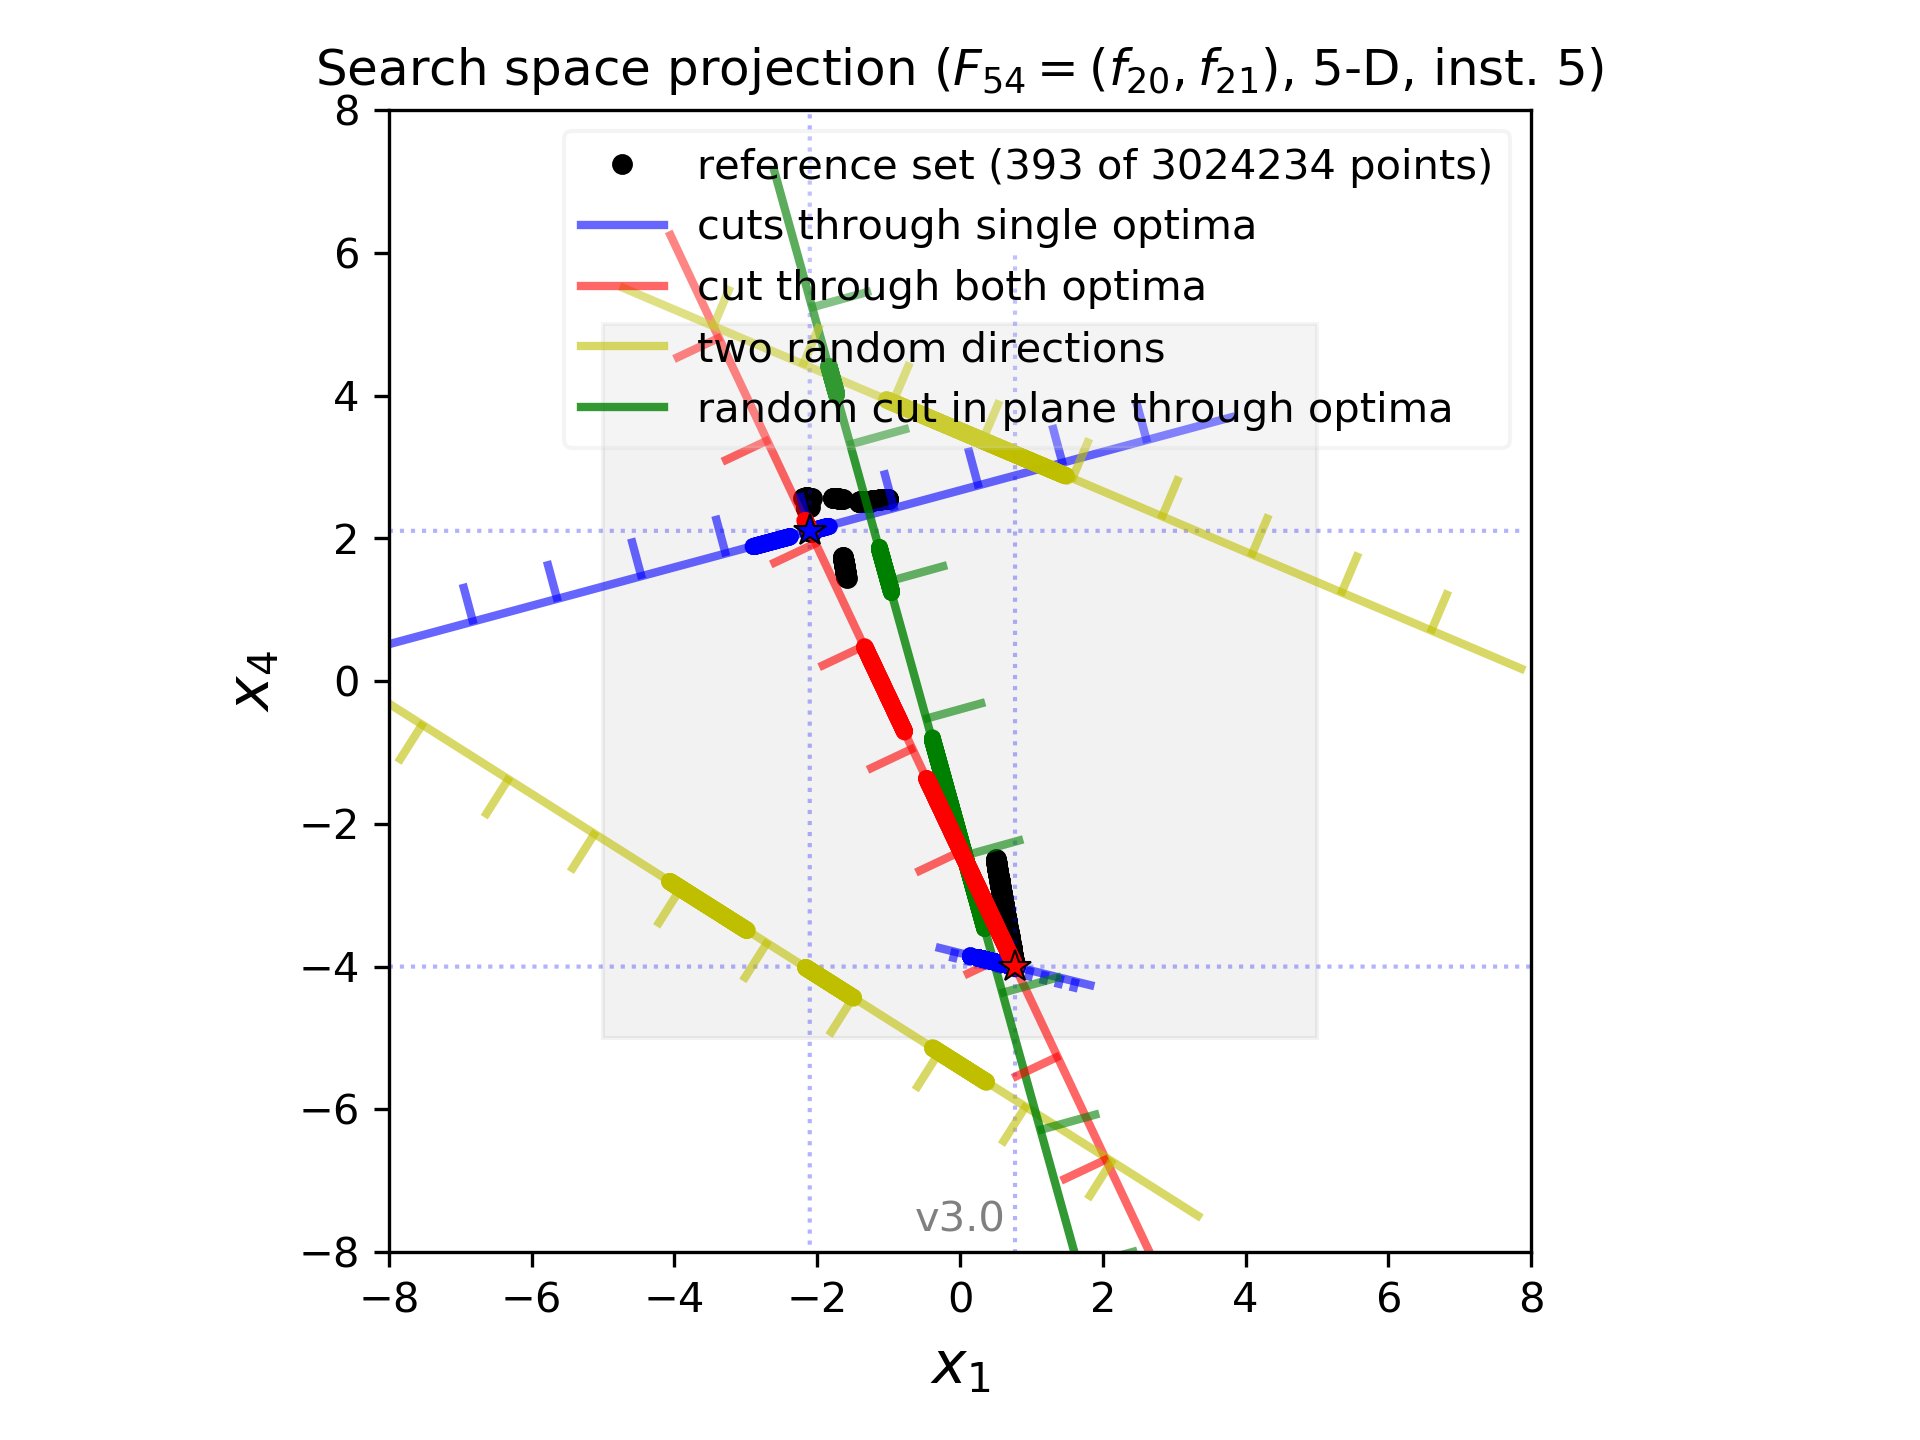 Search space projection (F₅₄ = (f₂₀, f₂₁), 5-D, inst. 5)
reference set (393 of 3024234 points)
cuts through single optima
cut through both optima
two random directions
random cut in plane through optima
8
6
4
2
0
−2
−4
−6
−8
x₄
v3.0
−8 −6 −4 −2 0 2 4 6 8
x₁